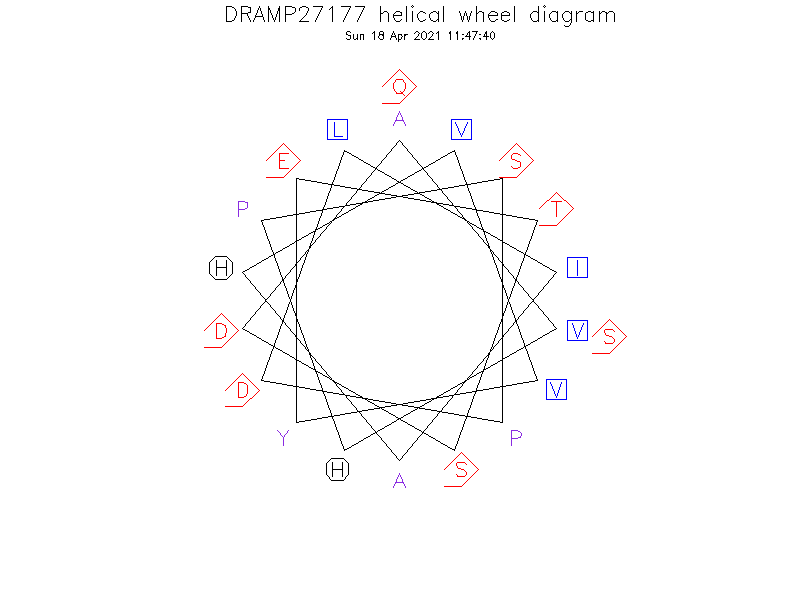 DRAMP27177 helical wheel diagram
Sun 18 Apr 2021 11:47:40
Q
L A V
E S
P T
H I
D V S
D V
Y P
H A S